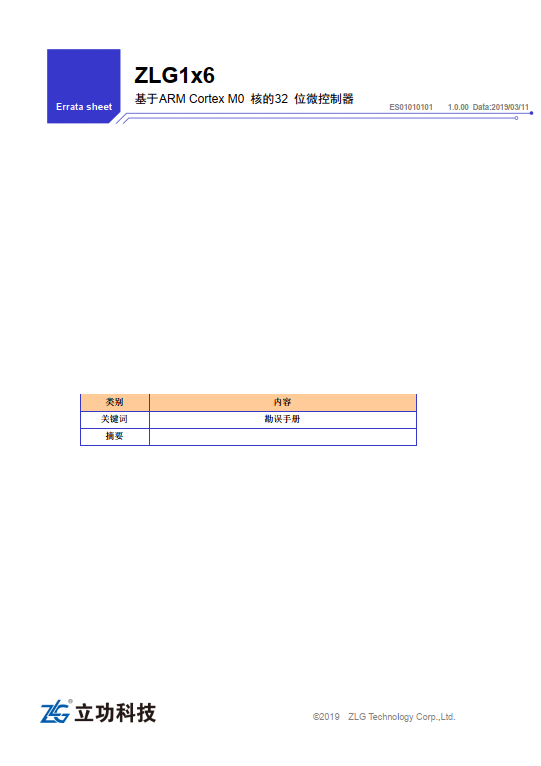 ZLG1x6
基于ARM Cortex M0 核的32 位微控制器
Errata sheet
ES01010101 1.0.00 Data:2019/03/11
类别 内容
关键词 勘误手册
摘要
ZLG® 立功科技
©2019 ZLG Technology Corp.,Ltd.